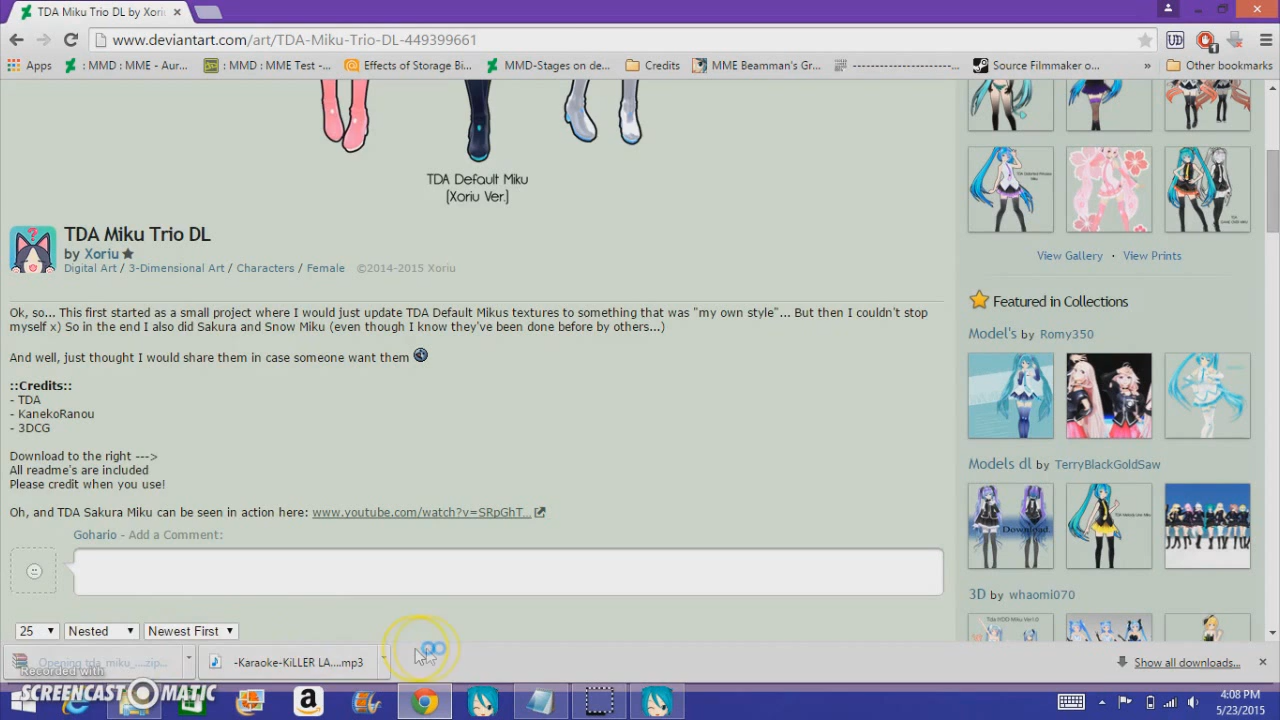 TDA Miku Trio DL by Xoriu
www.deviantart.com/art/TDA-Miku-Trio-DL-449399661
Apps
: MMD : MME - Aur...
: MMD : MME Test -...
Effects of Storage Bi...
MMD-Stages on de...
Credits
MME Beamman's Gr...
--------------------...
Source Filmmaker o...
»
Other bookmarks
TDA Default Miku
(Xoriu Ver.)
TDA Miku Trio DL
by Xoriu
Digital Art / 3-Dimensional Art / Characters / Female ©2014-2015 Xoriu
Ok, so... This first started as a small project where I would just update TDA Default Mikus textures to something that was "my own style"... But then I couldn't stop
myself x) So in the end I also did Sakura and Snow Miku (even though I know they've been done before by others...)
And well, just thought I would share them in case someone want them
::Credits::
- TDA
- KanekoRanou
- 3DCG
Download to the right --->
All readme's are included
Please credit when you use!
Oh, and TDA Sakura Miku can be seen in action here: www.youtube.com/watch?v=SRpGhT...
Gohario - Add a Comment:
25
Nested
Newest First
View Gallery · View Prints
Featured in Collections
Model's by Romy350
Models dl by TerryBlackGoldSaw
Download
3D by whaomi070
Opening tda_miku_....zip...
-Karaoke-KiLLER LA....mp3
Show all downloads...
Recorded with
SCREENCAST-O-MATIC
4:08 PM
5/23/2015